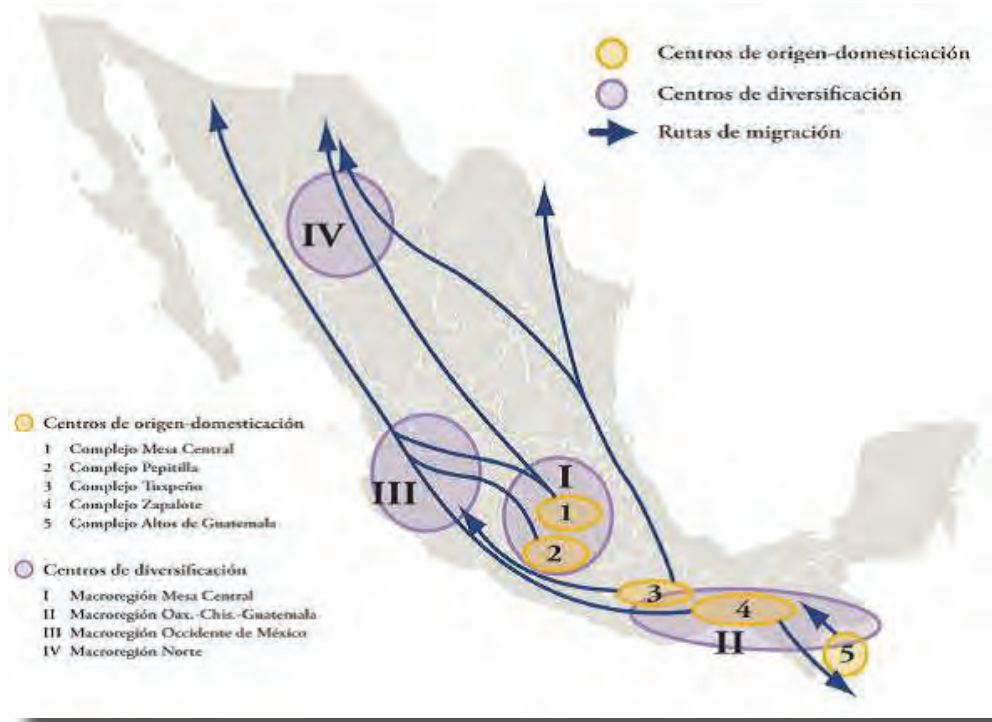 Centros de origen-domesticación
Centros de diversificación
Rutas de migración
IV
III
I
1
2
3
4
II
5
Centros de origen-domesticación
1 Complejo Mesa Central
2 Complejo Pepitilla
3 Complejo Tuxpeño
4 Complejo Zapalote
5 Complejo Altos de Guatemala
Centros de diversificación
I Macroregión Mesa Central
II Macroregión Oax.-Chis.-Guatemala
III Macroregión Occidente de México
IV Macroregión Norte